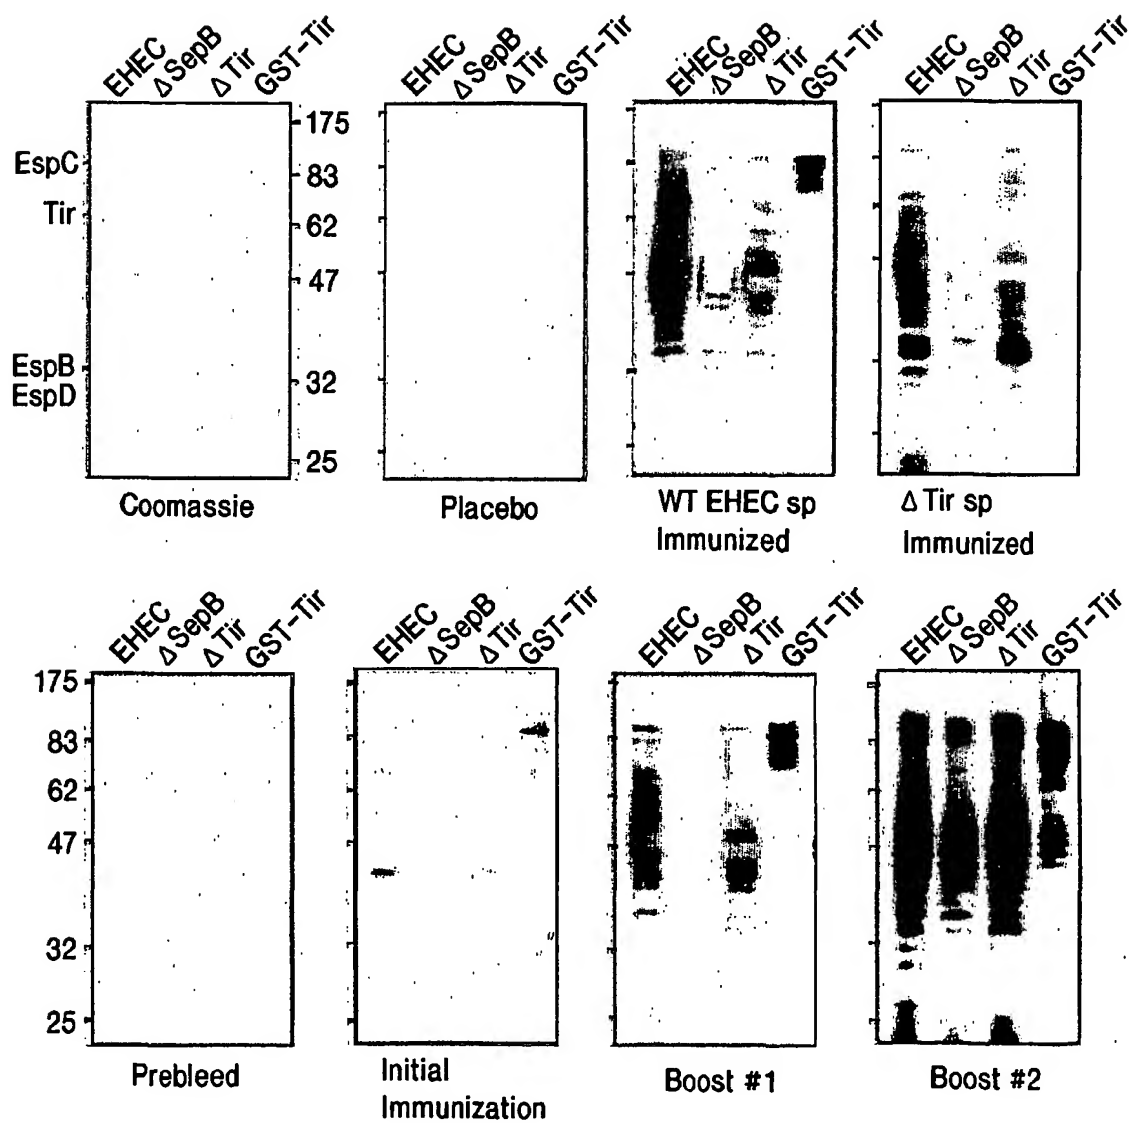 EHEC ΔSepB ΔTir GST-Tir
EHEC ΔSepB ΔTir GST-Tir
EHEC ΔSepB ΔTir GST-Tir
EHEC ΔSepB ΔTir GST-Tir
EspC
Tir
EspB
EspD
175
83
62
47
32
25
Coomassie
Placebo
WT EHEC sp
Immunized
Δ Tir sp
Immunized
EHEC ΔSepB ΔTir GST-Tir
EHEC ΔSepB ΔTir GST-Tir
EHEC ΔSepB ΔTir GST-Tir
EHEC ΔSepB ΔTir GST-Tir
175
83
62
47
32
25
Prebleed
Initial
Immunization
Boost #1
Boost #2